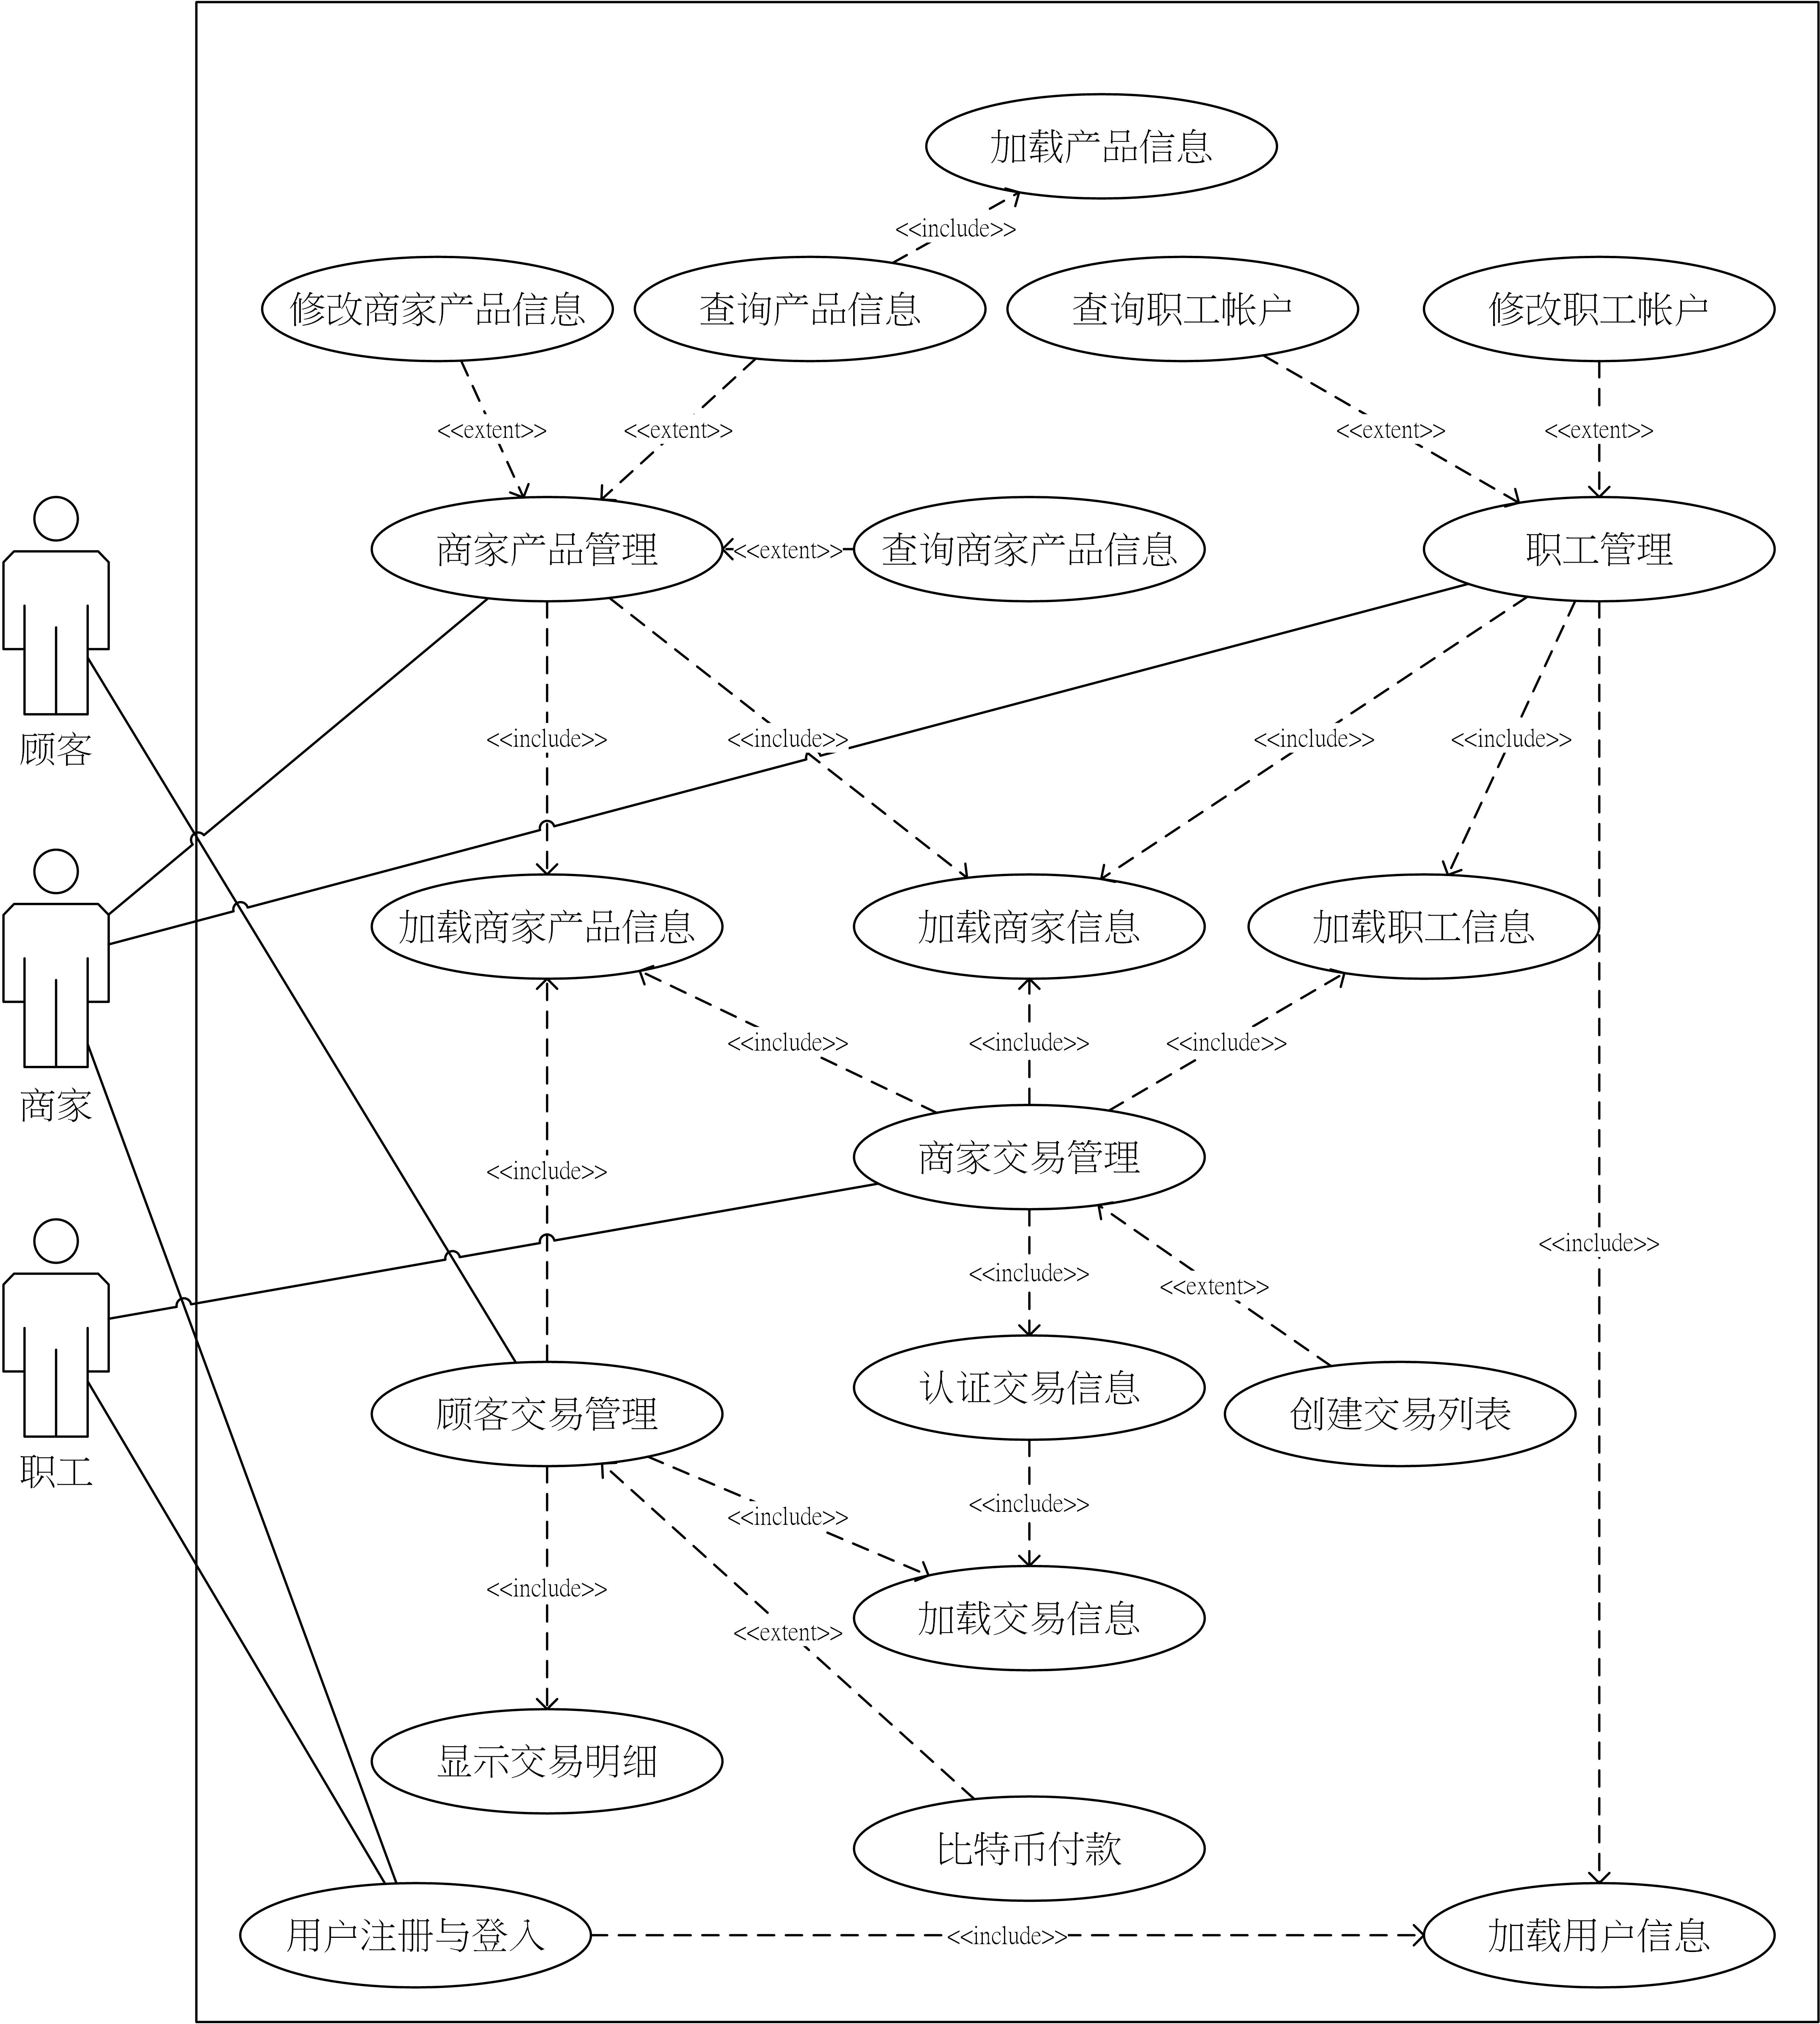 加载产品信息
<<include>>
修改商家产品信息
查询产品信息
查询职工帐户
修改职工帐户
<<extent>>
<<extent>>
<<extent>>
<<extent>>
商家产品管理
<<extent>>
查询商家产品信息
职工管理
顾客
<<include>>
<<include>>
<<include>>
<<include>>
加载商家产品信息
加载商家信息
加载职工信息
<<include>>
<<include>>
<<include>>
商家
商家交易管理
<<include>>
<<include>>
<<include>>
<<extent>>
认证交易信息
顾客交易管理
创建交易列表
职工
<<include>>
<<include>>
<<include>>
加载交易信息
<<extent>>
显示交易明细
比特币付款
用户注册与登入
<<include>>
加载用户信息